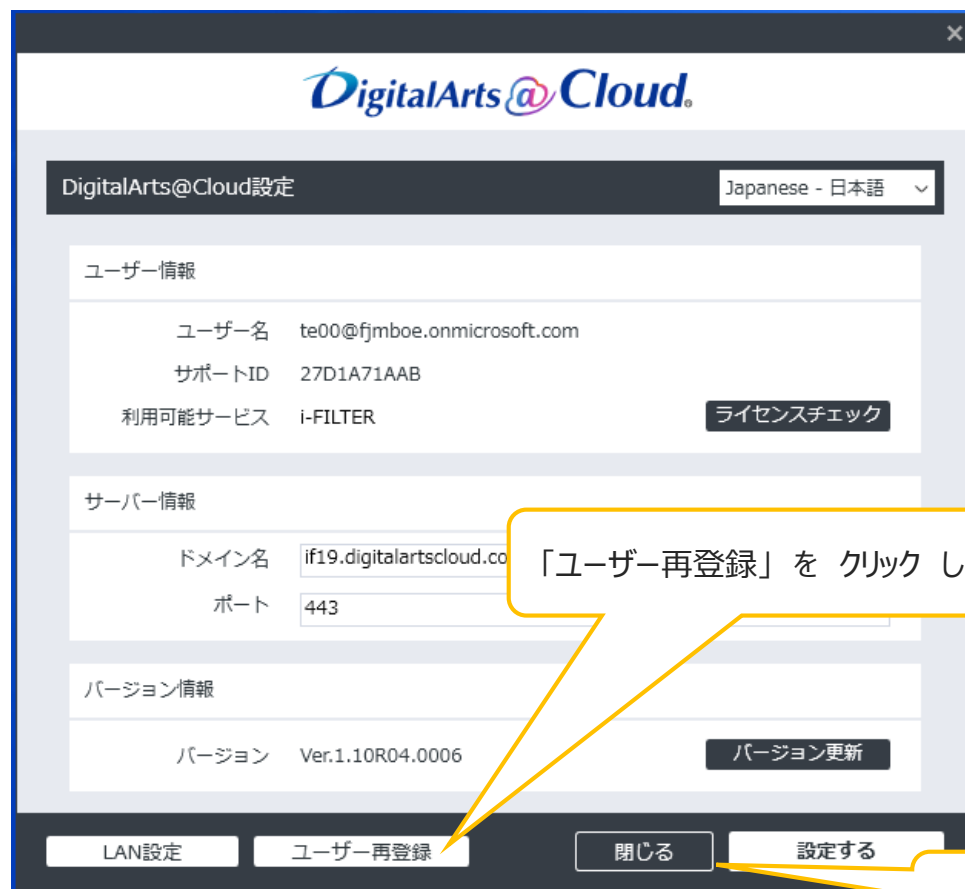 DigitalArts@Cloud.
DigitalArts@Cloud設定
Japanese - 日本語
ユーザー情報
ユーザー名 te00@fjmboe.onmicrosoft.com
サポートID 27D1A71AAB
利用可能サービス i-FILTER ライセンスチェック
サーバー情報
ドメイン名 if19.digitalartscloud.co
「ユーザー再登録」を クリック し
ポート 443
バージョン情報
バージョン Ver.1.10R04.0006 バージョン更新
LAN設定 ユーザー再登録 閉じる 設定する